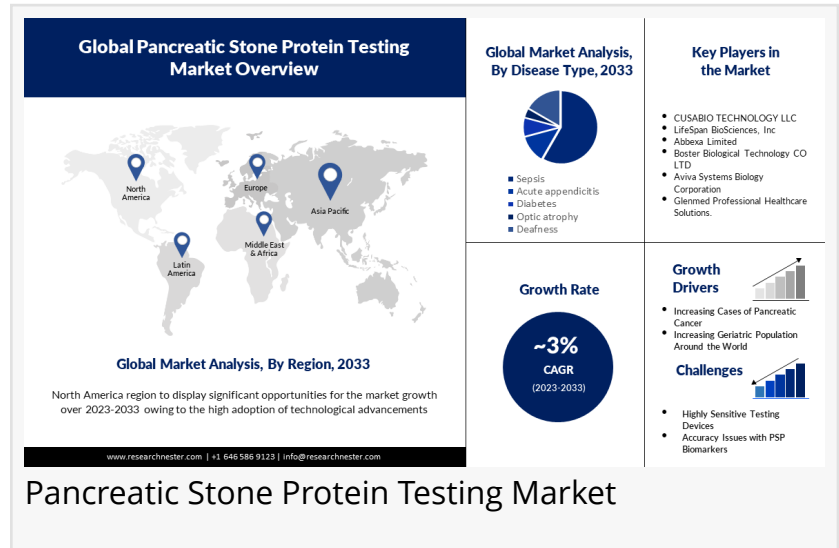 Global Pancreatic Stone Protein Testing
Market Overview
North
America
Europe
Asia Pacific
Middle East
& Africa
Latin
America
Global Market Analysis, By Region, 2033
North America region to display significant opportunities for the market growth
over 2023-2033 owing to the high adoption of technological advancements
www.researchnester.com | +1 646 586 9123 | info@researchnester.com
Global Market Analysis,
By Disease Type, 2033
Sepsis
Acute appendicitis
Diabetes
Optic atrophy
Deafness
Key Players in
the Market
CUSABIO TECHNOLOGY LLC
LifeSpan BioSciences, Inc
Abbexa Limited
Boster Biological Technology CO
LTD
Aviva Systems Biology
Corporation
Glenmed Professional Healthcare
Solutions.
Growth Rate
~3%
CAGR
(2023-2033)
Growth
Drivers
Increasing Cases of Pancreatic
Cancer
Increasing Geriatric Population
Around the World
Challenges
Highly Sensitive Testing
Devices
Accuracy Issues with PSP
Biomarkers
Pancreatic Stone Protein Testing Market